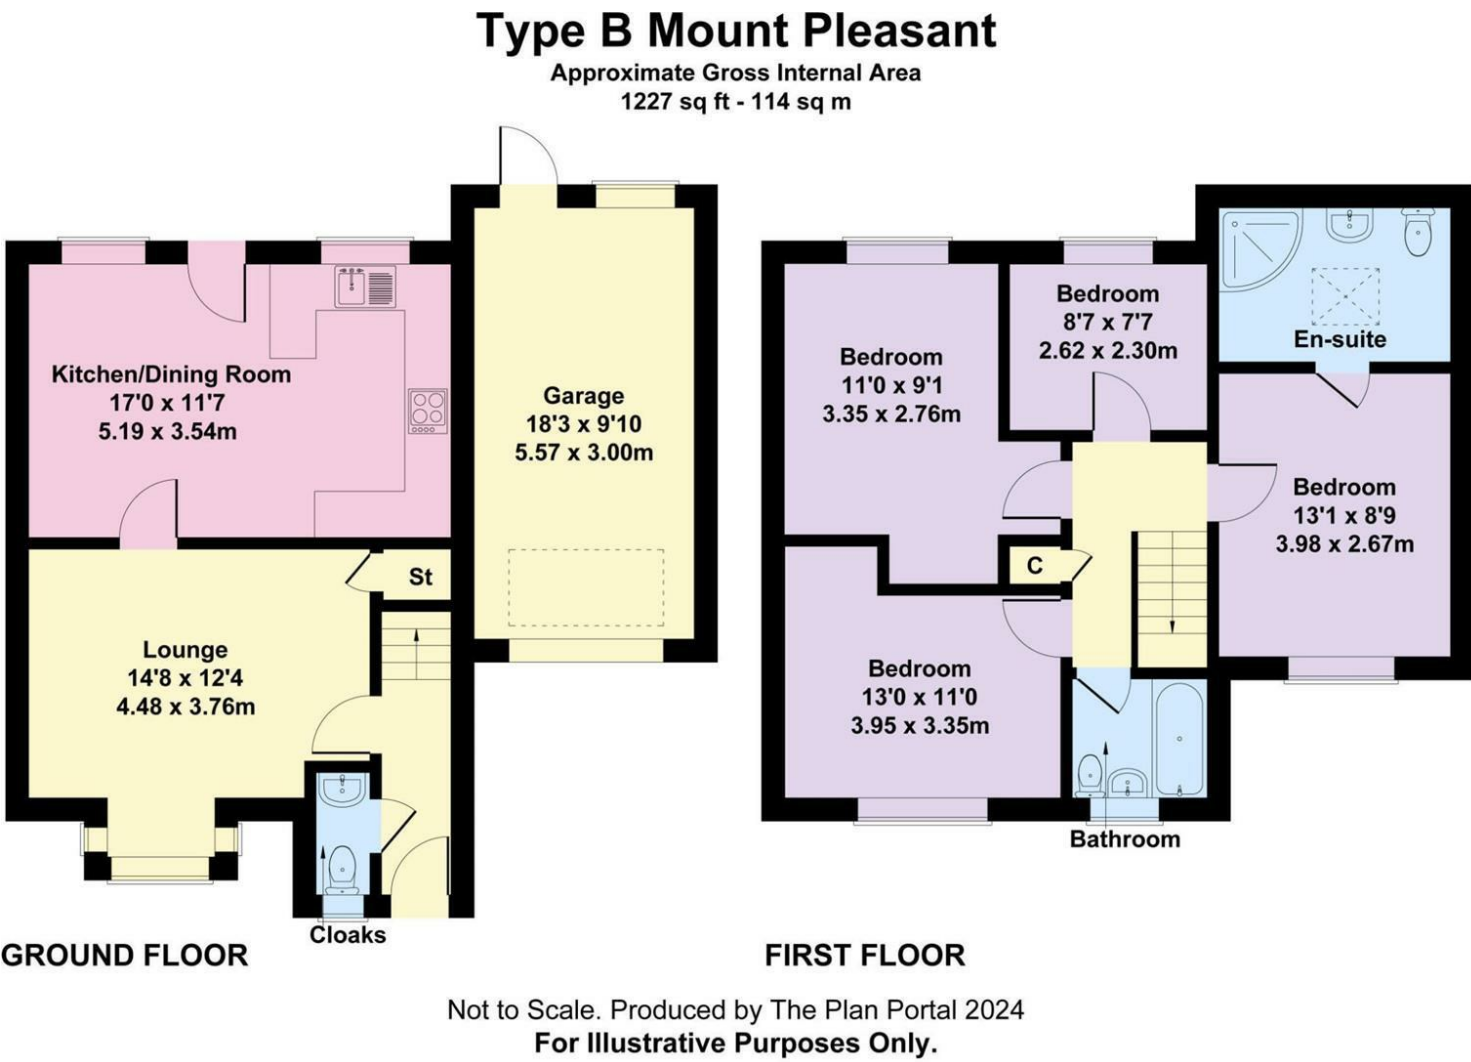 Type B Mount Pleasant
Approximate Gross Internal Area
1227 sq ft - 114 sq m
Kitchen/Dining Room
17'0 x 11'7
5.19 x 3.54m
Garage
18'3 x 9'10
5.57 x 3.00m
St
Lounge
14'8 x 12'4
4.48 x 3.76m
Cloaks
GROUND FLOOR
Bedroom
11'0 x 9'1
3.35 x 2.76m
Bedroom
8'7 x 7'7
2.62 x 2.30m
En-suite
Bedroom
13'1 x 8'9
3.98 x 2.67m
C
Bedroom
13'0 x 11'0
3.95 x 3.35m
Bathroom
FIRST FLOOR
Not to Scale. Produced by The Plan Portal 2024
For Illustrative Purposes Only.